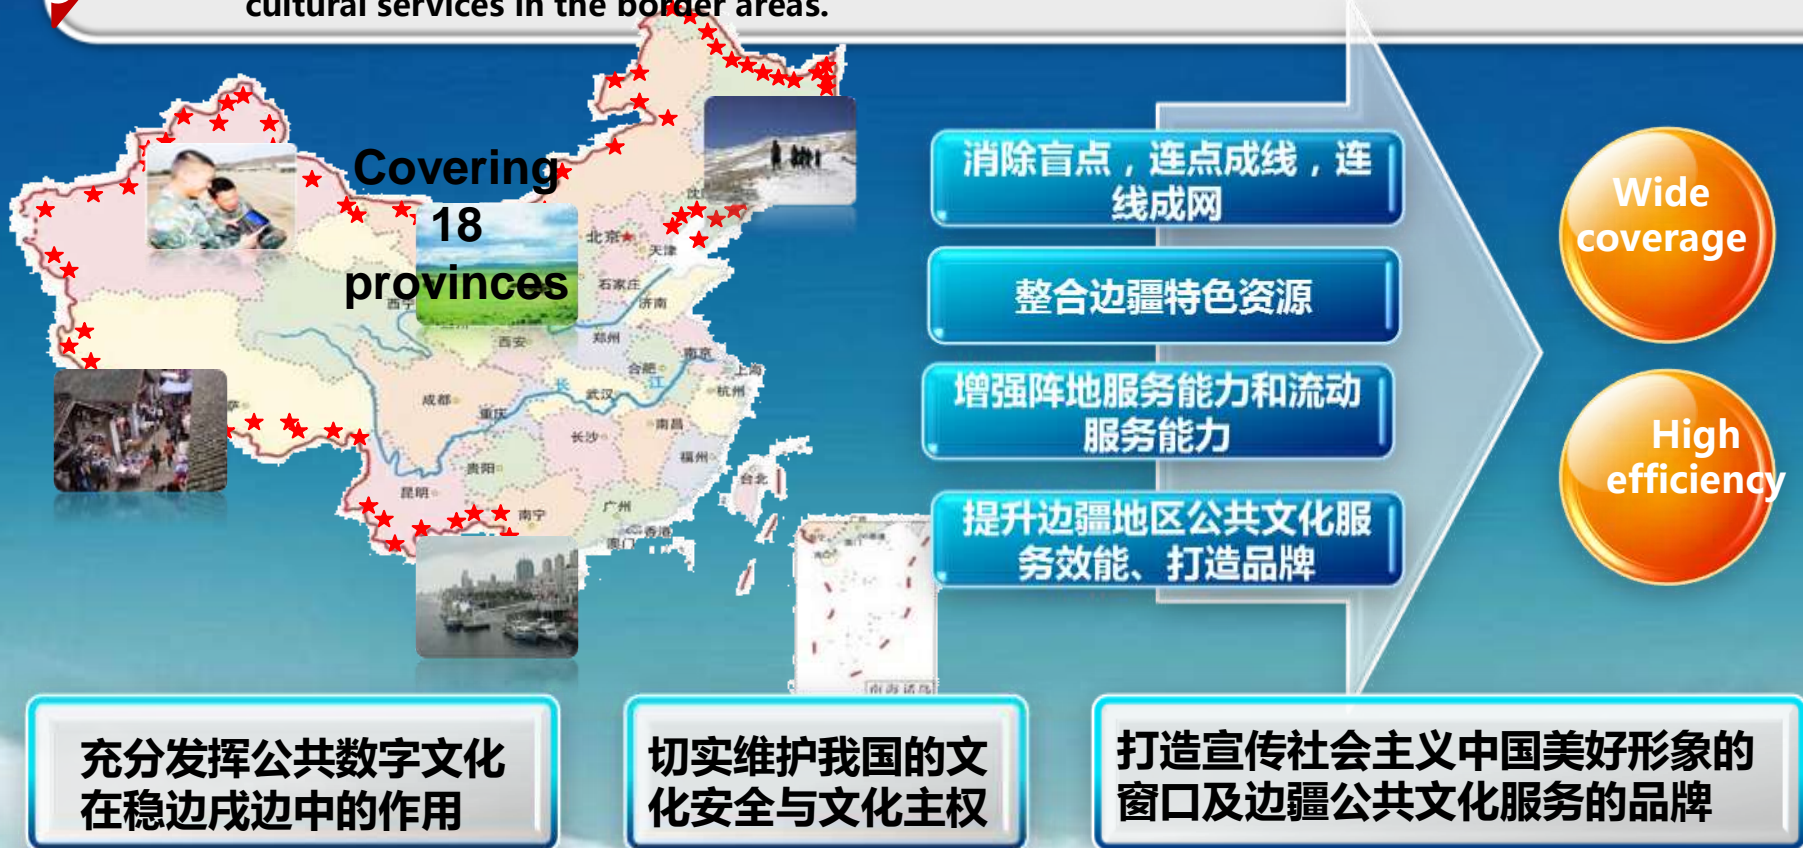 cultural services in the border areas.
Covering
18
provinces
北京
天津
石家庄
济南
西宁
西安
郑州
合肥
南京
上海
杭州
长
江
武汉
成都
重庆
南昌
长沙
贵阳
福州
台北
昆明
南宁
广州
香港
澳门
南海诸岛
消除盲点，连点成线，连
线成网
整合边疆特色资源
增强阵地服务能力和流动
服务能力
提升边疆地区公共文化服
务效能、打造品牌
Wide
coverage
High
efficiency
充分发挥公共数字文化
在稳边戍边中的作用
切实维护我国的文
化安全与文化主权
打造宣传社会主义中国美好形象的
窗口及边疆公共文化服务的品牌